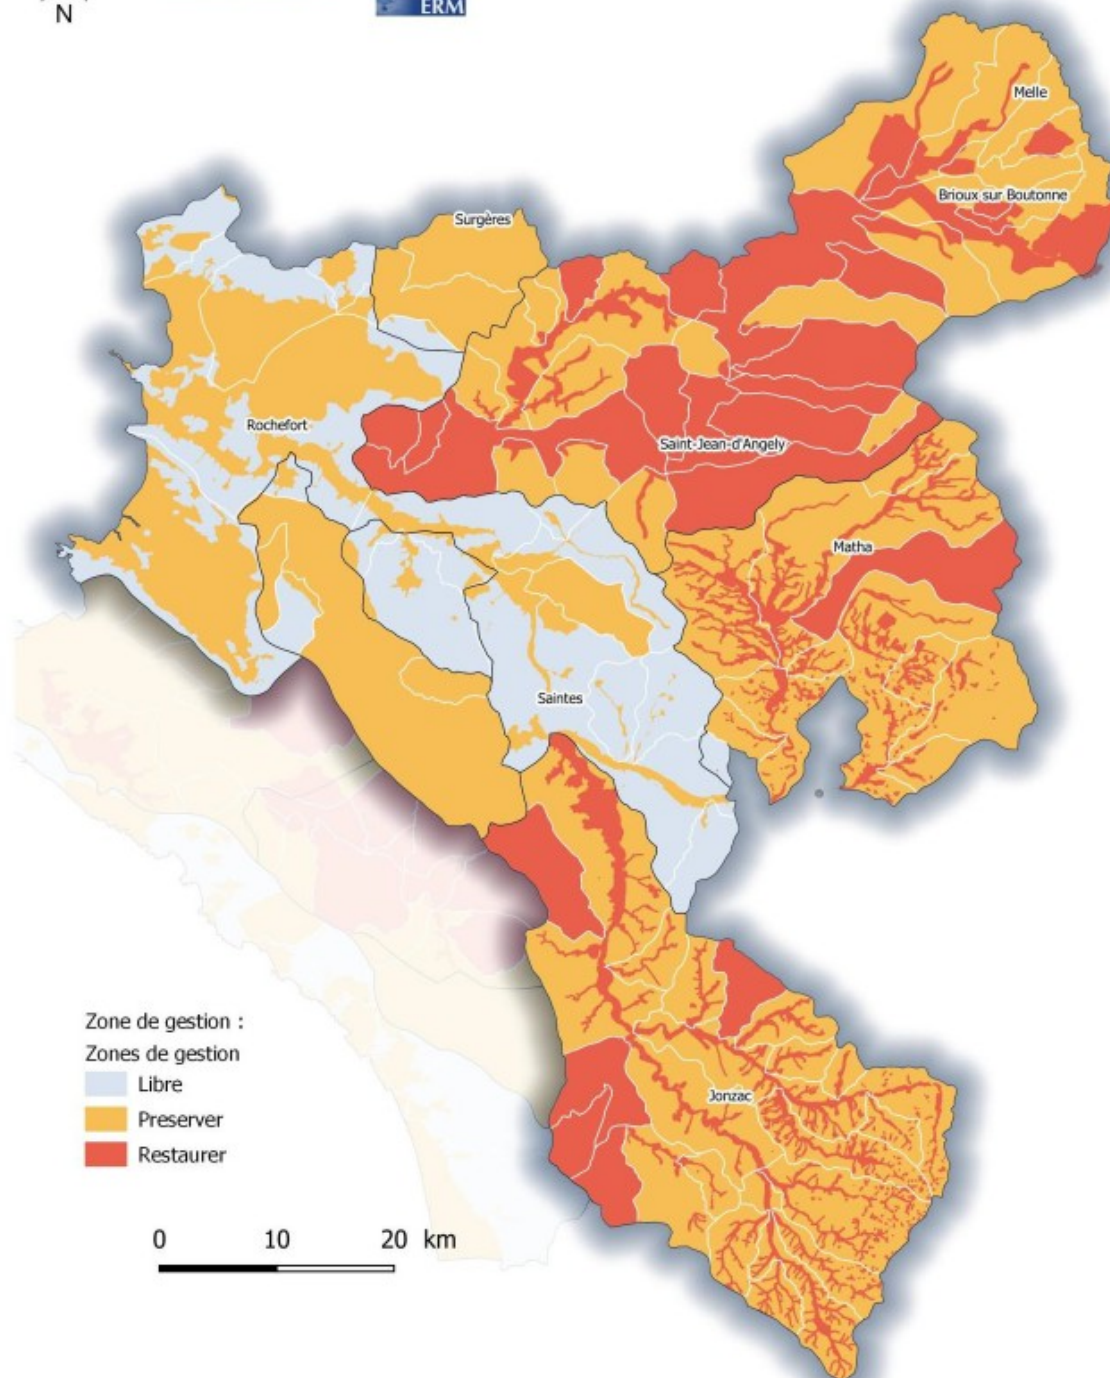 N
ERM
Melle
Brioux sur Boutonne
Surgères
Rochefort
Saint-Jean-d'Angely
Matha
Saintes
Jonzac
Zone de gestion :
Zones de gestion
Libre
Preserver
Restaurer
0 10 20 km